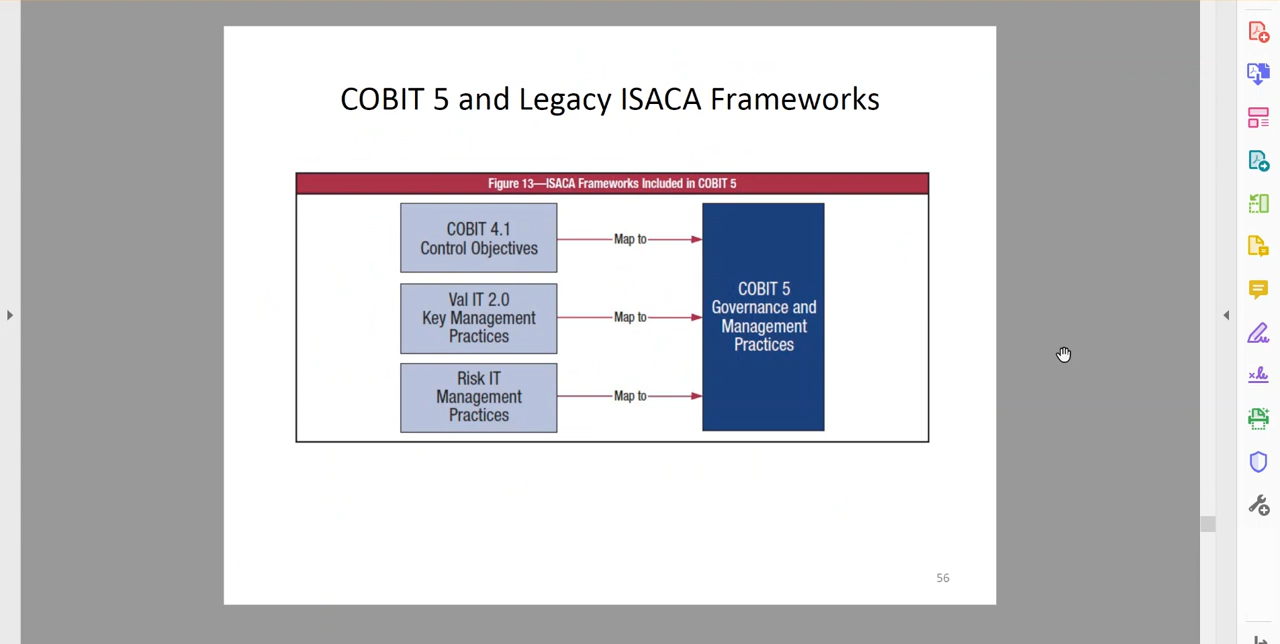 COBIT 5 and Legacy ISACA Frameworks
Figure 13—ISACA Frameworks Included in COBIT 5
COBIT 4.1
Control Objectives
Map to
Val IT 2.0
Key Management
Practices
Map to
Risk IT
Management
Practices
Map to
COBIT 5
Governance and
Management
Practices
56